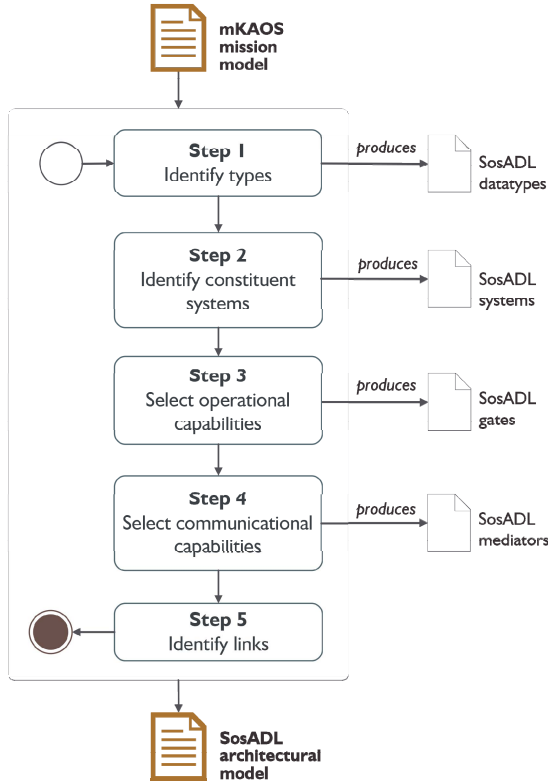 mKAOS
mission
model
Step 1
Identify types
produces
SosADL
datatypes
Step 2
Identify constituent
systems
produces
SosADL
systems
Step 3
Select operational
capabilities
produces
SosADL
gates
Step 4
Select communicational
capabilities
produces
SosADL
mediators
Step 5
Identify links
SosADL
architectural
model